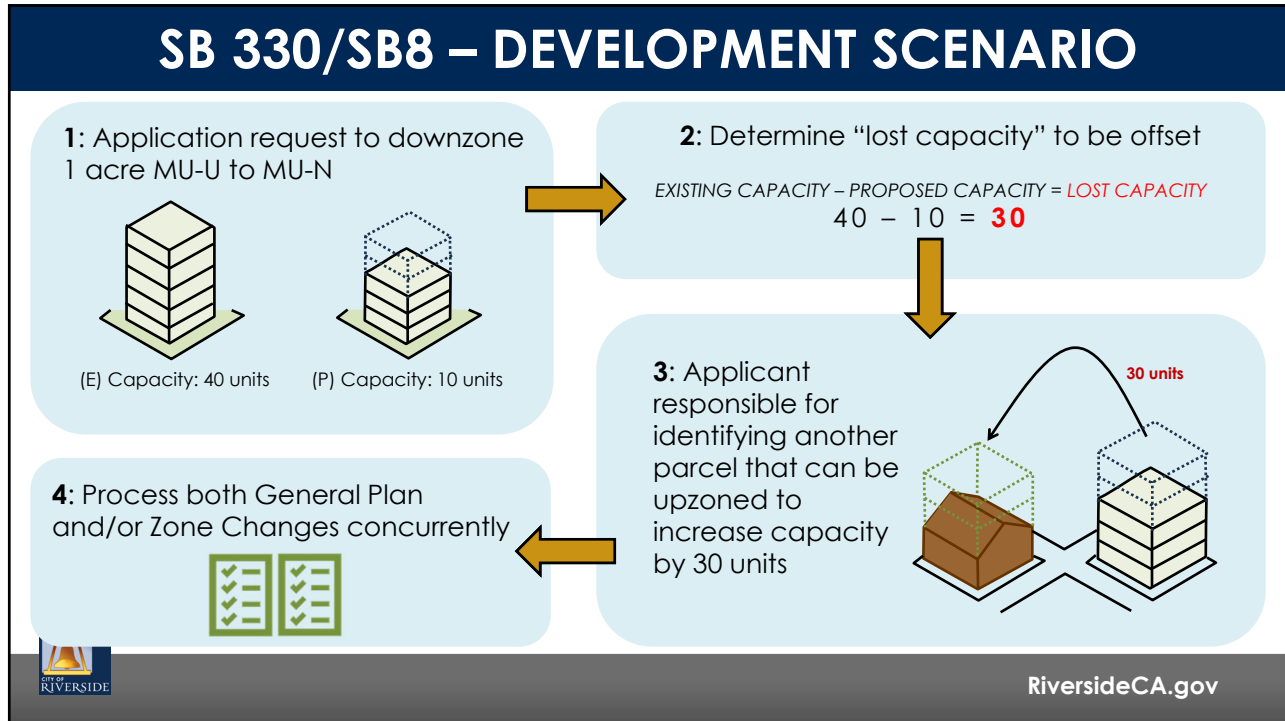 SB 330/SB8 – DEVELOPMENT SCENARIO
1: Application request to downzone
1 acre MU-U to MU-N
(E) Capacity: 40 units
(P) Capacity: 10 units
2: Determine “lost capacity” to be offset
EXISTING CAPACITY – PROPOSED CAPACITY = LOST CAPACITY
40 – 10 = 30
3: Applicant
responsible for
identifying another
parcel that can be
upzoned to
increase capacity
by 30 units
30 units
4: Process both General Plan
and/or Zone Changes concurrently
CITY OF
RIVERSIDE
RiversideCA.gov